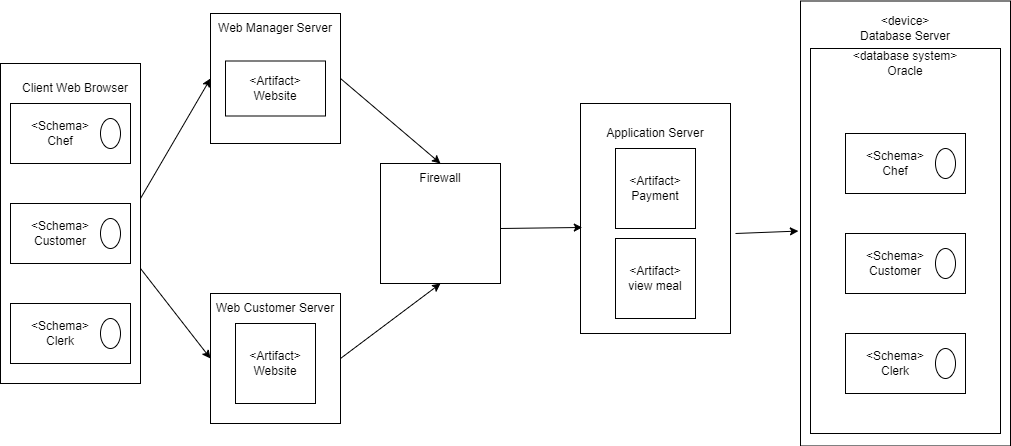 Client Web Browser
<Schema>
Chef
<Schema>
Customer
<Schema>
Clerk
Web Manager Server
<Artifact>
Website
Web Customer Server
<Artifact>
Website
Firewall
Application Server
<Artifact>
Payment
<Artifact>
view meal
<device>
Database Server
<database system>
Oracle
<Schema>
Chef
<Schema>
Customer
<Schema>
Clerk